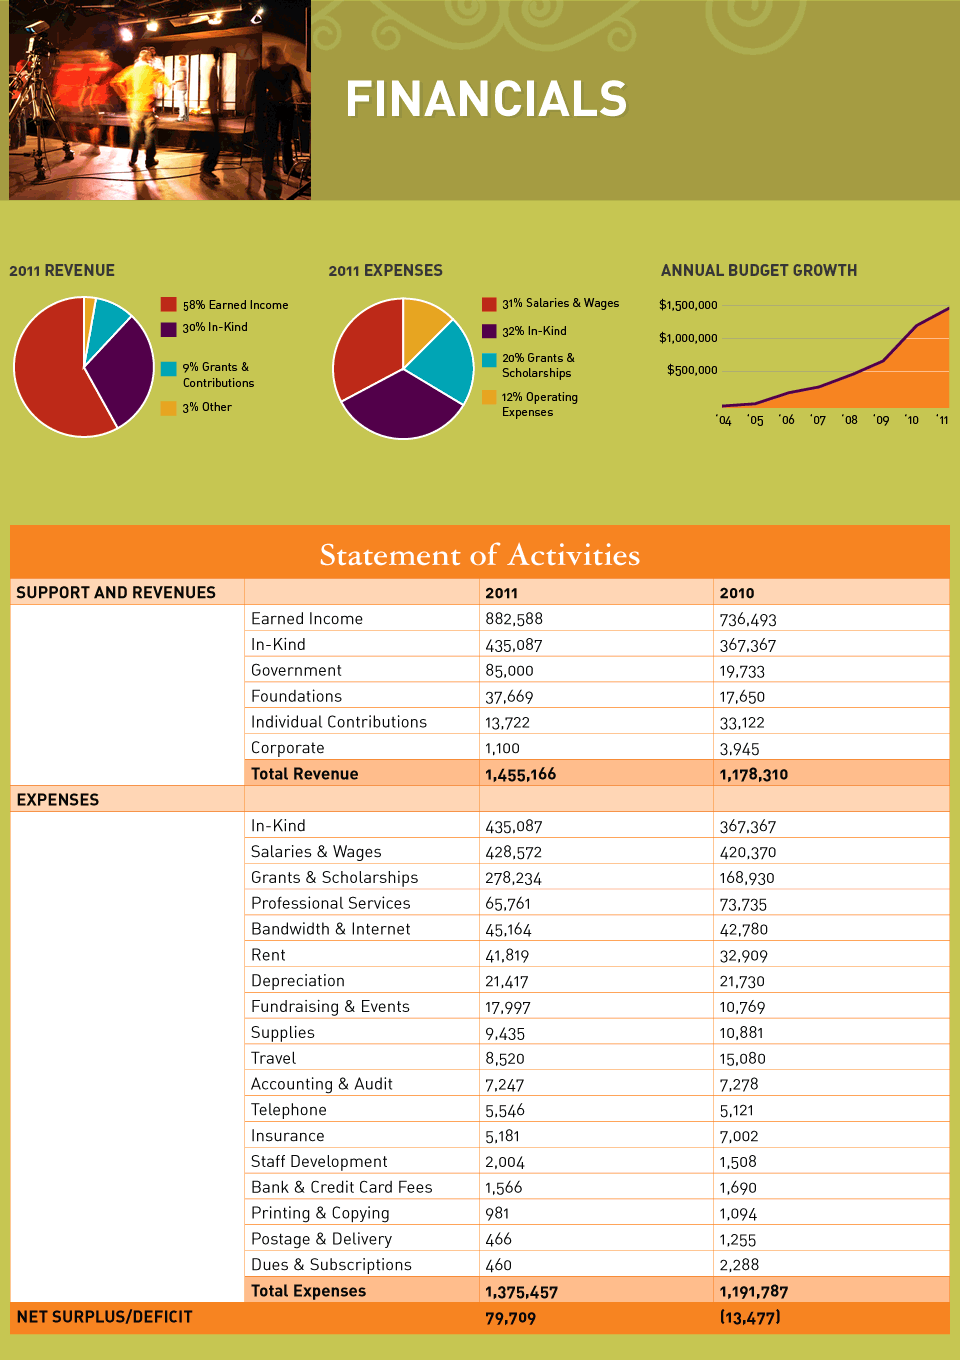 FINANCIALS
2011 REVENUE
58% Earned Income
30% In-Kind
9% Grants &
Contributions
3% Other
2011 EXPENSES
31% Salaries & Wages
32% In-Kind
20% Grants &
Scholarships
12% Operating
Expenses
ANNUAL BUDGET GROWTH
$1,500,000
$1,000,000
$500,000
‘04 ‘05 ‘06 ‘07 ‘08 ‘09 ‘10 ‘11
Statement of Activities
SUPPORT AND REVENUES 2011 2010
Earned Income 882,588 736,493
In-Kind 435,087 367,367
Government 85,000 19,733
Foundations 37,669 17,650
Individual Contributions 13,722 33,122
Corporate 1,100 3,945
Total Revenue 1,455,166 1,178,310
EXPENSES
In-Kind 435,087 367,367
Salaries & Wages 428,572 420,370
Grants & Scholarships 278,234 168,930
Professional Services 65,761 73,735
Bandwidth & Internet 45,164 42,780
Rent 41,819 32,909
Depreciation 21,417 21,730
Fundraising & Events 17,997 10,769
Supplies 9,435 10,881
Travel 8,520 15,080
Accounting & Audit 7,247 7,278
Telephone 5,546 5,121
Insurance 5,181 7,002
Staff Development 2,004 1,508
Bank & Credit Card Fees 1,566 1,690
Printing & Copying 981 1,094
Postage & Delivery 466 1,255
Dues & Subscriptions 460 2,288
Total Expenses 1,375,457 1,191,787
NET SURPLUS/DEFICIT 79,709 (13,477)